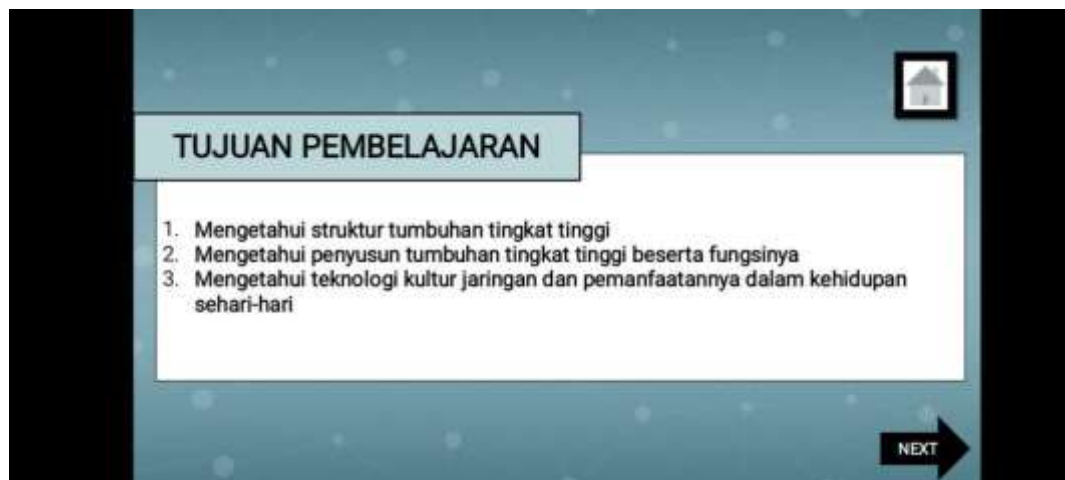 TUJUAN PEMBELAJARAN
1. Mengetahui struktur tumbuhan tingkat tinggi
2. Mengetahui penyusun tumbuhan tingkat tinggi beserta fungsinya
3. Mengetahui teknologi kultur jaringan dan pemanfaatannya dalam kehidupan
sehari-hari
NEXT